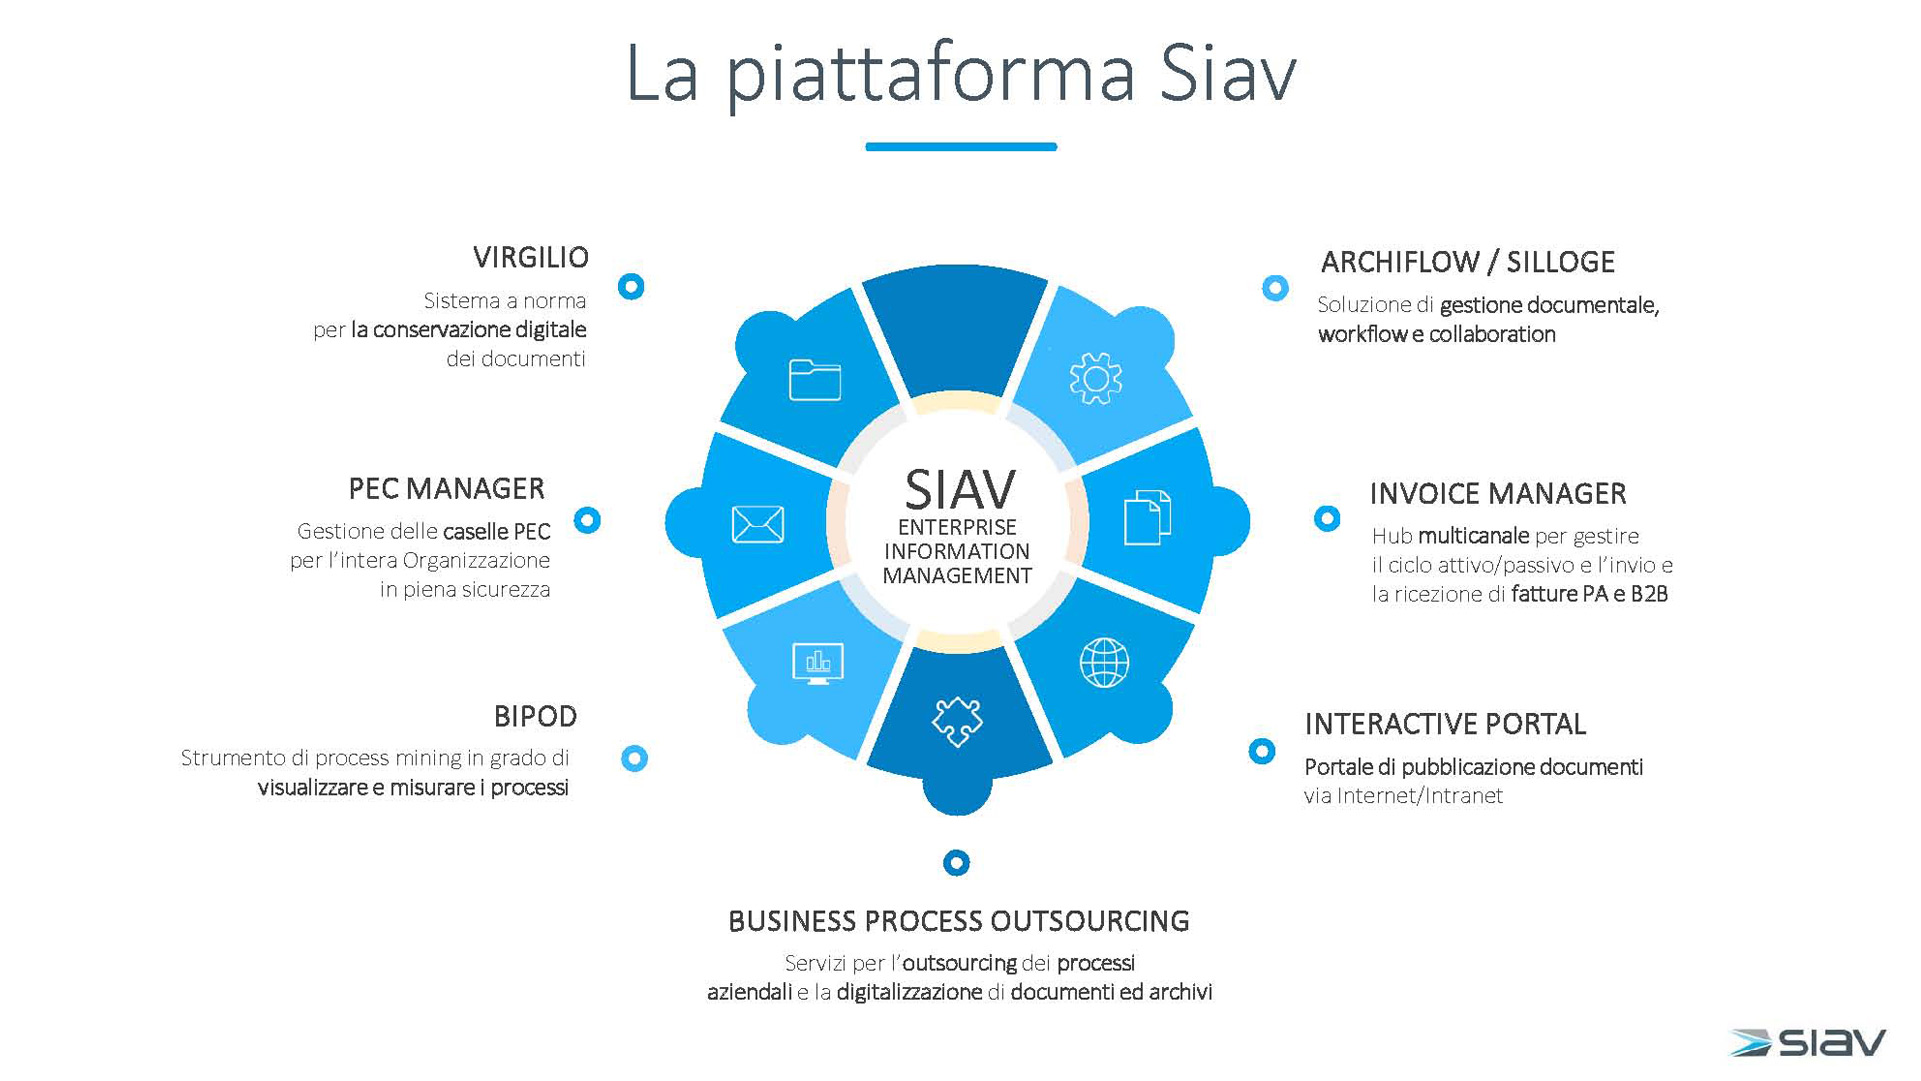 La piattaforma Siav
VIRGILIO
Sistema a norma
per la conservazione digitale
dei documenti
ARCHIFLOW / SILLOGE
Soluzione di gestione documentale,
workflow e collaboration
PEC MANAGER
Gestione delle caselle PEC
per l'intera Organizzazione
in piena sicurezza
SIAV
ENTERPRISE
INFORMATION
MANAGEMENT
INVOICE MANAGER
Hub multicanale per gestire
il ciclo attivo/passivo e l'invio e
la ricezione di fatture PA e B2B
BIPOD
Strumento di process mining in grado di
visualizzare e misurare i processi
INTERACTIVE PORTAL
Portale di pubblicazione documenti
via Internet/Intranet
BUSINESS PROCESS OUTSOURCING
Servizi per l'outsourcing dei processi
aziendali e la digitalizzazione di documenti ed archivi
sıav